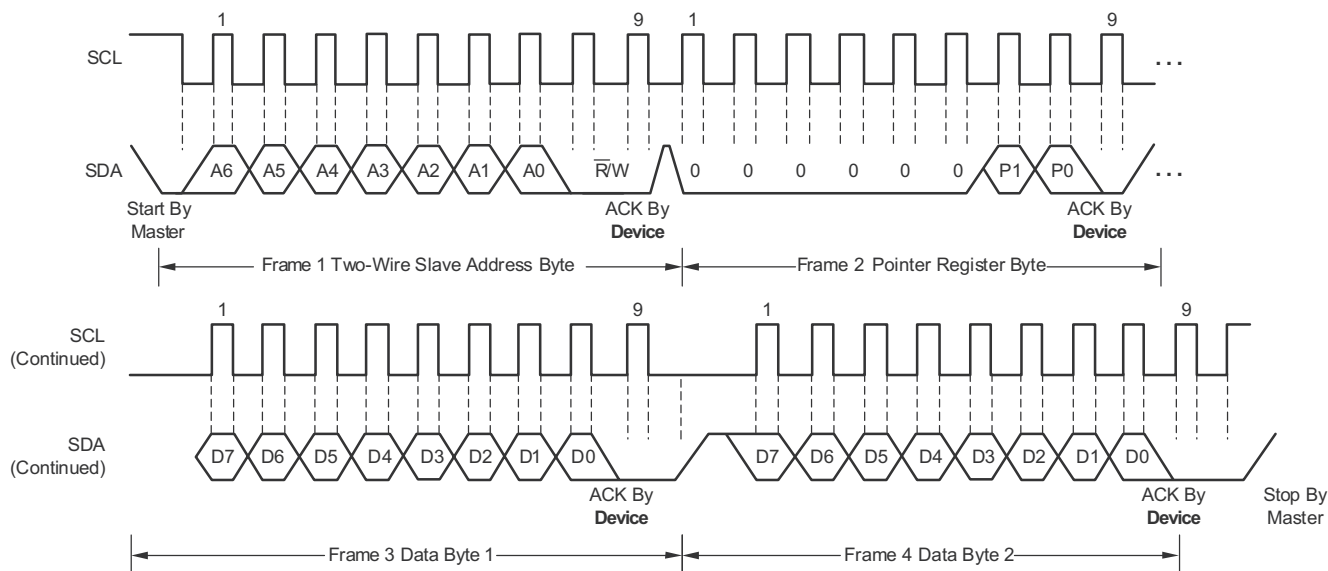 1 9 1 9
SCL ...
SDA A6 A5 A4 A3 A2 A1 A0 R̅/W 0 0 0 0 0 0 P1 P0 ...
Start By Master
ACK By Device
ACK By Device
Frame 1 Two-Wire Slave Address Byte
Frame 2 Pointer Register Byte
1 9 1 9
SCL
(Continued)
SDA
(Continued)
D7 D6 D5 D4 D3 D2 D1 D0 D7 D6 D5 D4 D3 D2 D1 D0
ACK By
Device
ACK By
Device
Stop By
Master
Frame 3 Data Byte 1
Frame 4 Data Byte 2